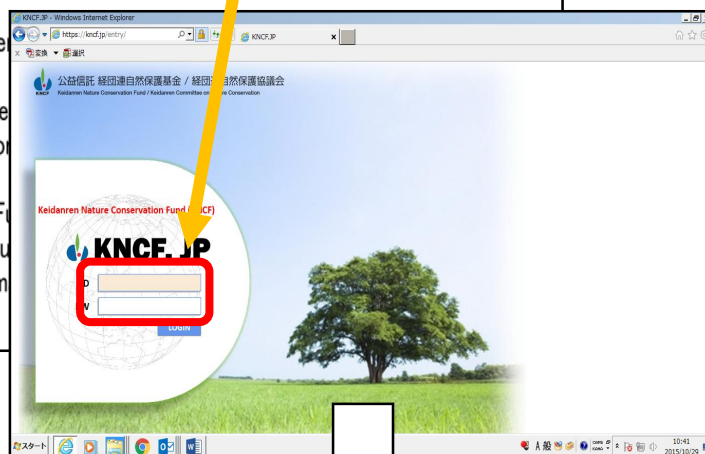 KNCF.JP - Windows Internet Explorer
https://kncf.jp/entry/
KNCF.JP
x 変換 ▼ 選択
公益信託 経団連自然保護基金 / 経団 自然保護協議会
KNCF Keidanren Nature Conservation Fund / Keidanren Committee on Nature Conservation
Keidanren Nature Conservation Fund (KNCF)
KNCF. JP
LOGIN
スタート
A 般
CAPS
KANA
10:41
2015/10/29